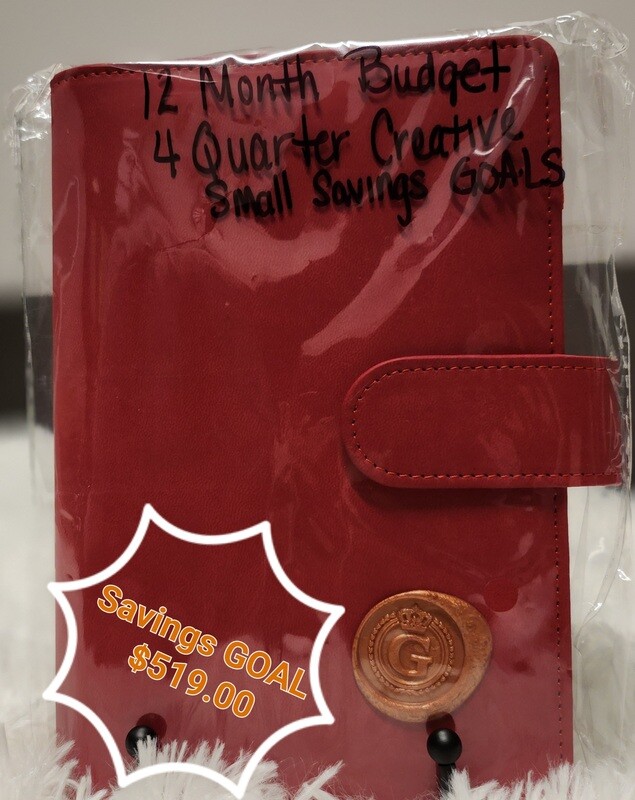 12 Month Budget
4 Quarter Creative
Small Savings GOALS
Savings GOAL
$519.00
G